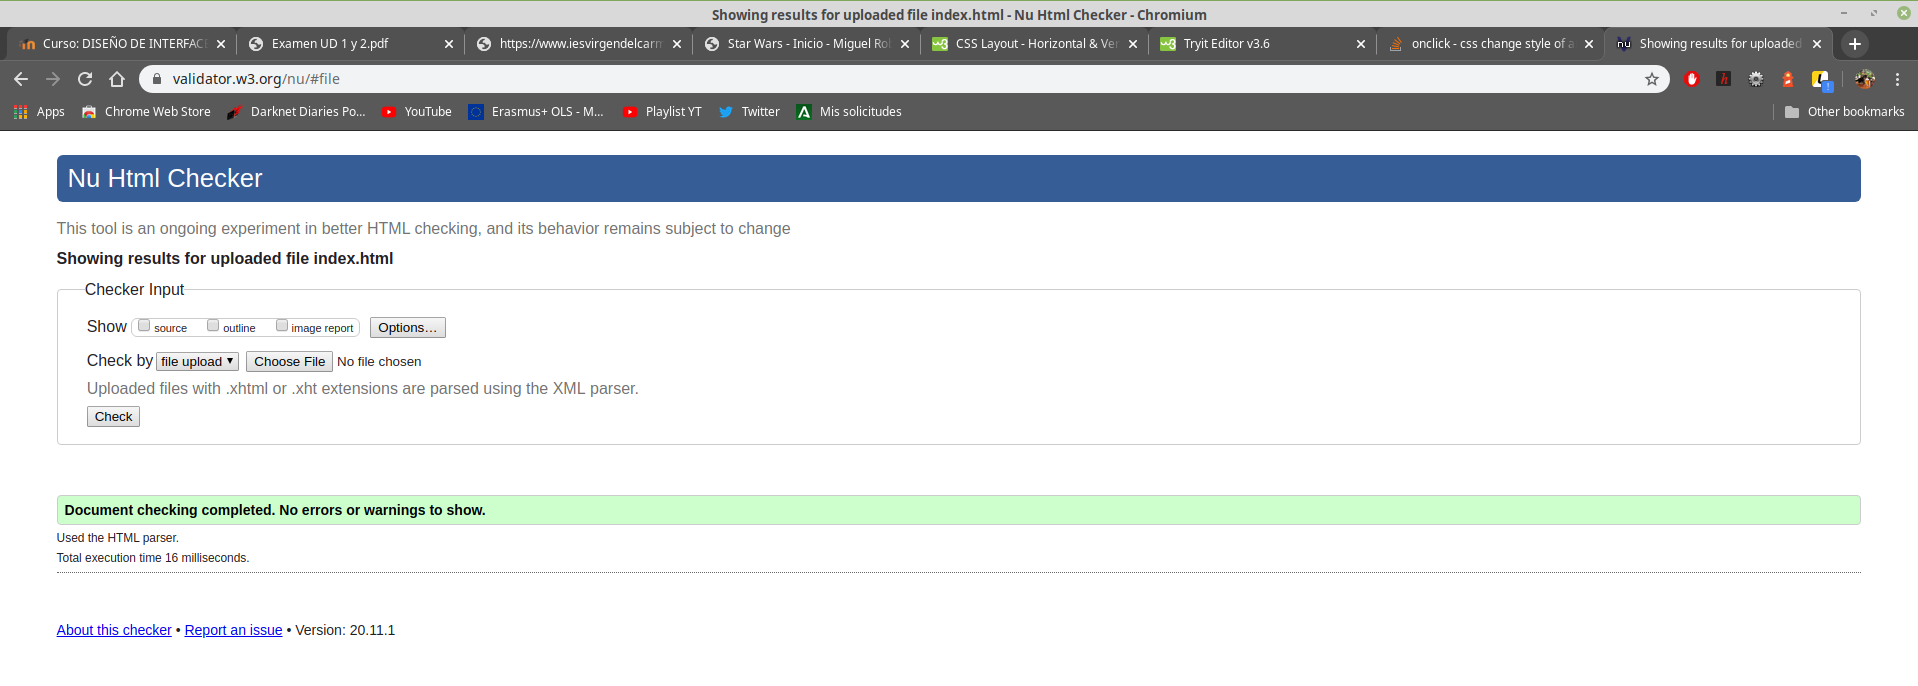 Showing results for uploaded file index.html - Nu Html Checker - Chromium
Curso: DISEÑO DE INTERFACE
Examen UD 1 y 2.pdf
https://www.iesvirgendelcarm
Star Wars - Inicio - Miguel Ro
CSS Layout - Horizontal & Ver
Tryit Editor v3.6
onclick - css change style of a
Showing results for uploaded
validator.w3.org/nu/#file
Apps
Chrome Web Store
Darknet Diaries Po...
YouTube
Erasmus+ OLS - M...
Playlist YT
Twitter
Mis solicitudes
Other bookmarks
Nu Html Checker
This tool is an ongoing experiment in better HTML checking, and its behavior remains subject to change
Showing results for uploaded file index.html
Checker Input
Show source outline image report Options...
Check by file upload Choose File No file chosen
Uploaded files with .xhtml or .xht extensions are parsed using the XML parser.
Check
Document checking completed. No errors or warnings to show.
Used the HTML parser.
Total execution time 16 milliseconds.
About this checker • Report an issue • Version: 20.11.1